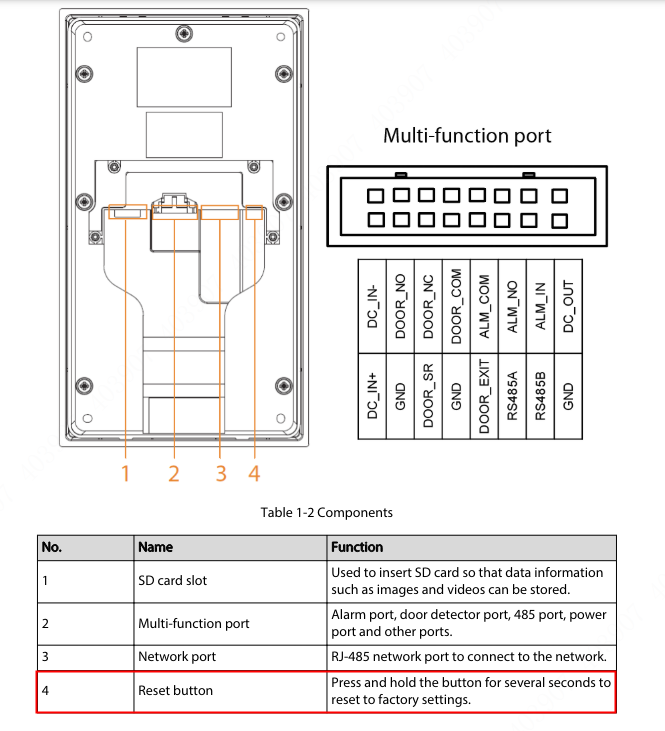 Multi-function port
DC_IN-
DOOR_NO
DOOR_NC
DOOR_COM
ALM_COM
ALM_NO
ALM_IN
DC_OUT
DC_IN+
GND
DOOR_SR
GND
DOOR_EXIT
RS485A
RS485B
GND
1 2 3 4
Table 1-2 Components
No. Name Function
1 SD card slot Used to insert SD card so that data information
such as images and videos can be stored.
2 Multi-function port Alarm port, door detector port, 485 port, power
port and other ports.
3 Network port RJ-485 network port to connect to the network.
4 Reset button Press and hold the button for several seconds to
reset to factory settings.